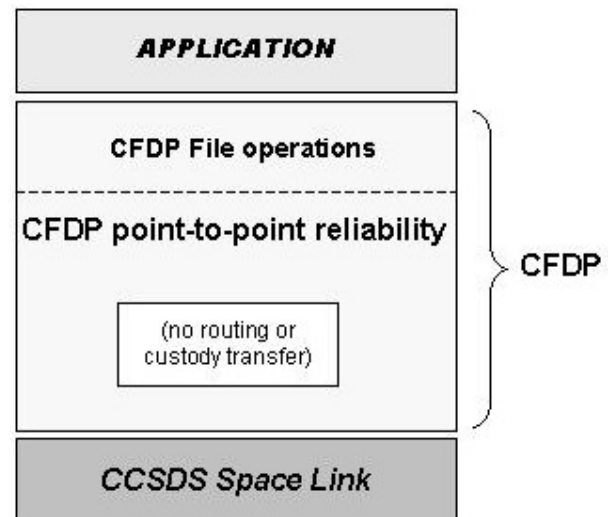 APPLICATION
CFDP File operations
CFDP point-to-point reliability
CFDP
(no routing or
custody transfer)
CCSDS Space Link